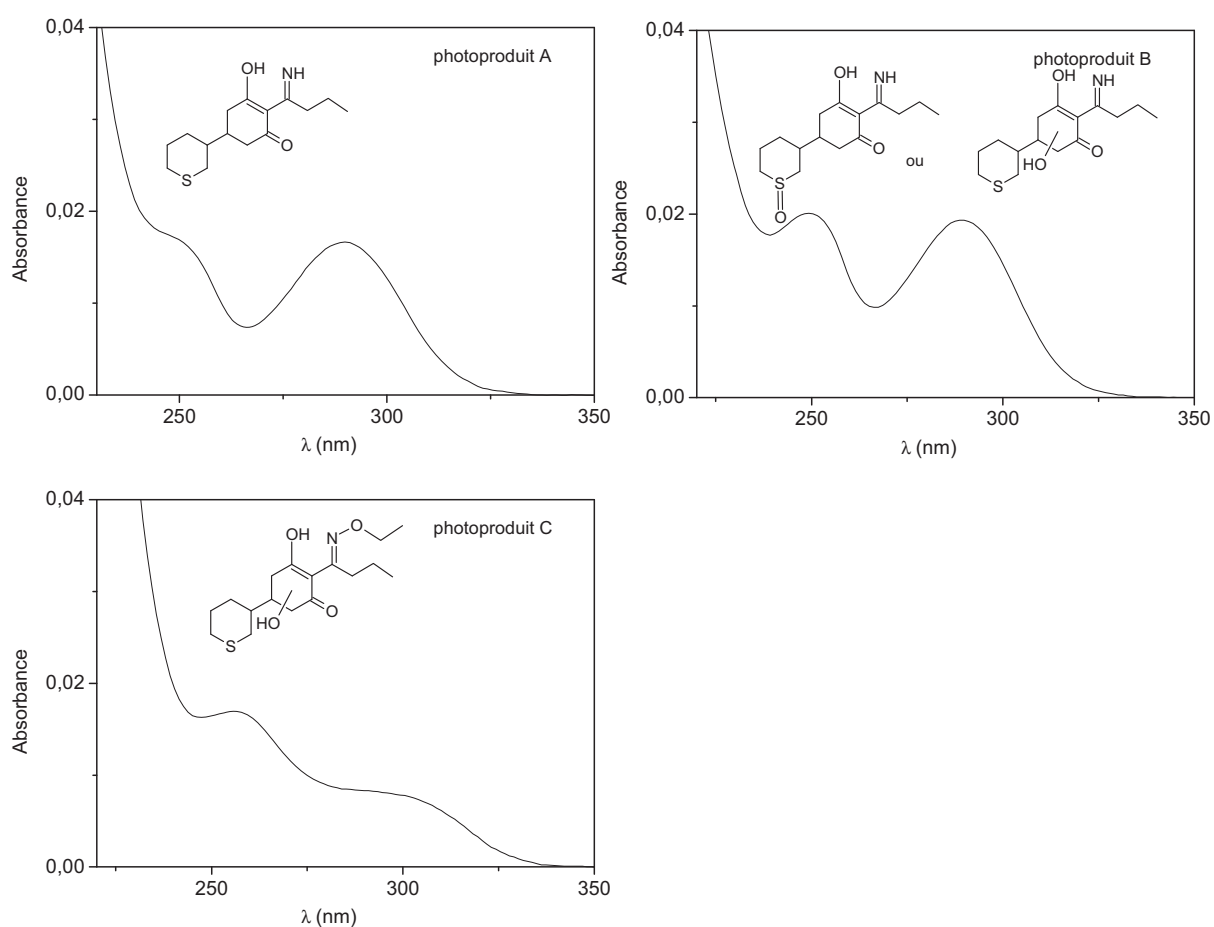 0,04
0,02
0,00
Absorbance
250
300
350
λ (nm)
photoproduit A
OH
NH
O
S
0,04
0,02
0,00
Absorbance
250
300
350
λ (nm)
photoproduit B
OH
NH
O
S
O
ou
OH
NH
O
HO
S
0,04
0,02
0,00
Absorbance
250
300
350
λ (nm)
photoproduit C
OH
N
O
O
HO
S